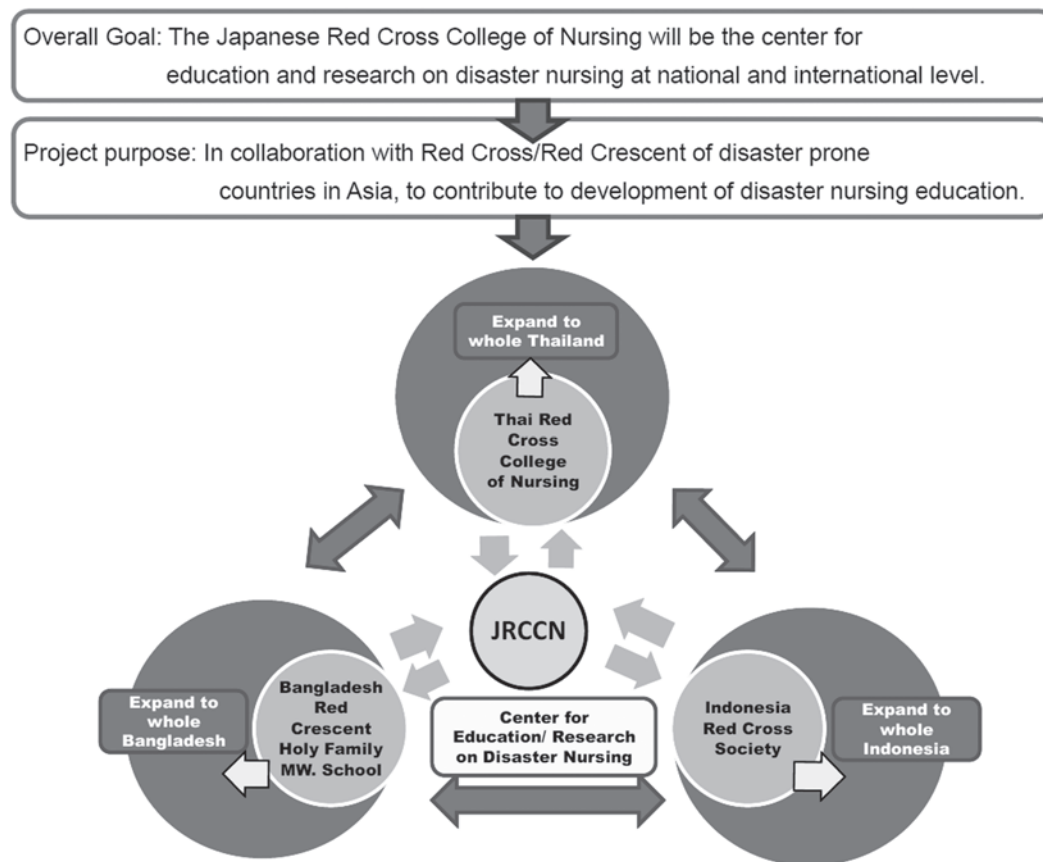 Overall Goal: The Japanese Red Cross College of Nursing will be the center for
education and research on disaster nursing at national and international level.
Project purpose: In collaboration with Red Cross/Red Crescent of disaster prone
countries in Asia, to contribute to development of disaster nursing education.
Expand to
whole Thailand
Thai Red
Cross
College
of Nursing
JRCCN
Expand to
whole
Bangladesh
Bangladesh
Red
Crescent
Holy Family
MW. School
Center for
Education/ Research
on Disaster Nursing
Indonesia
Red Cross
Society
Expand to
whole
Indonesia